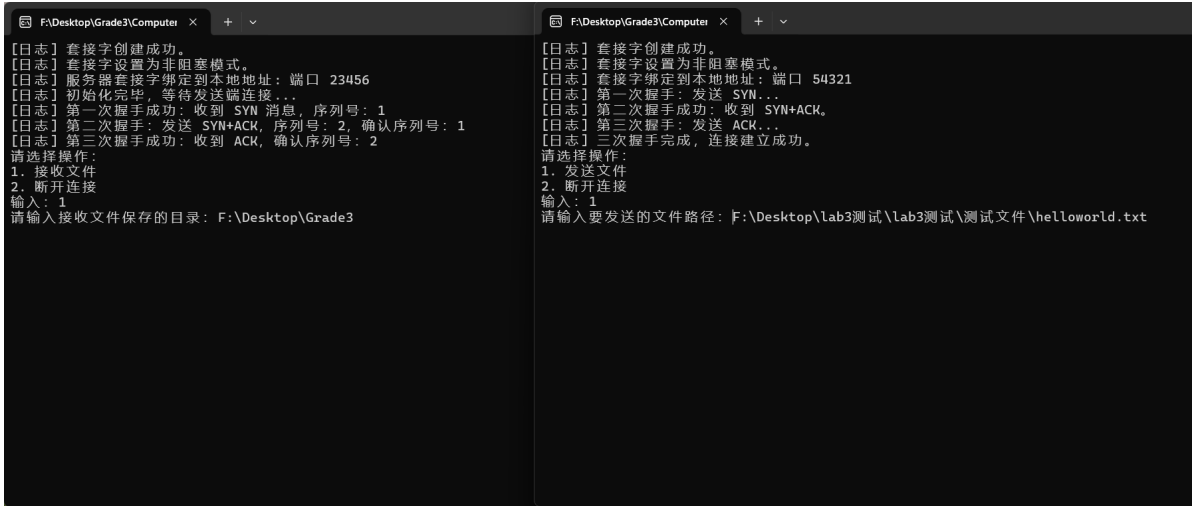 F:\Desktop\Grade3\Computer
[日志] 套接字创建成功。
[日志] 套接字设置为非阻塞模式。
[日志] 服务器套接字绑定到本地地址: 端口 23456
[日志] 初始化完毕, 等待发送端连接...
[日志] 第一次握手成功: 收到 SYN 消息, 序列号: 1
[日志] 第二次握手: 发送 SYN+ACK, 序列号: 2, 确认序列号: 1
[日志] 第三次握手成功: 收到 ACK, 确认序列号: 2
请选择操作:
1. 接收文件
2. 断开连接
输入: 1
请输入接收文件保存的目录: F:\Desktop\Grade3
F:\Desktop\Grade3\Computer
[日志] 套接字创建成功。
[日志] 套接字设置为非阻塞模式。
[日志] 套接字绑定到本地地址: 端口 54321
[日志] 第一次握手: 发送 SYN...
[日志] 第二次握手成功: 收到 SYN+ACK。
[日志] 第三次握手: 发送 ACK...
[日志] 三次握手完成, 连接建立成功。
请选择操作:
1. 发送文件
2. 断开连接
输入: 1
请输入要发送的文件路径: F:\Desktop\lab3测试\lab3测试\测试文件\helloworld.txt